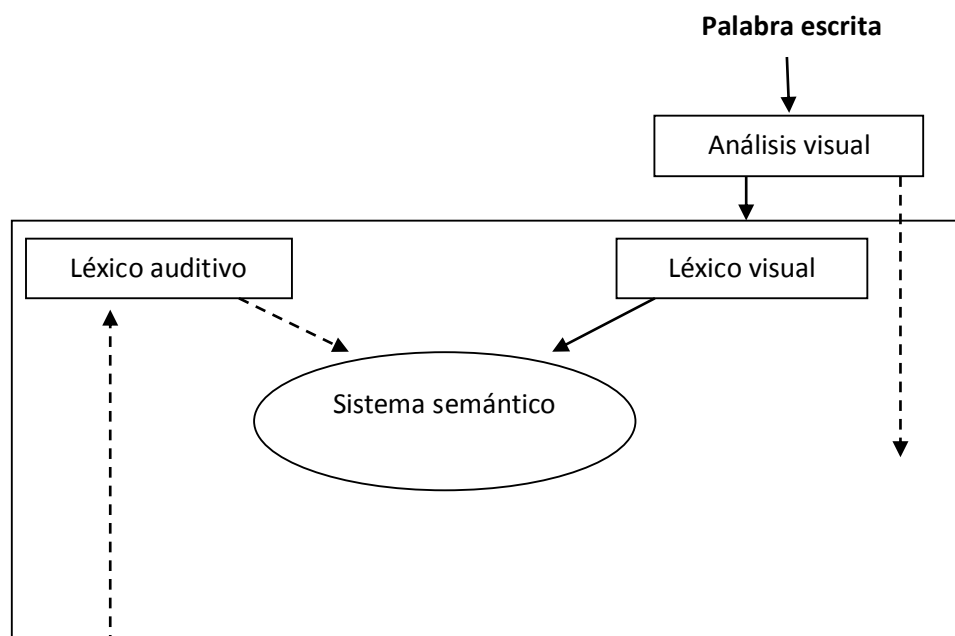 Palabra escrita
Análisis visual
Léxico auditivo
Léxico visual
Sistema semántico